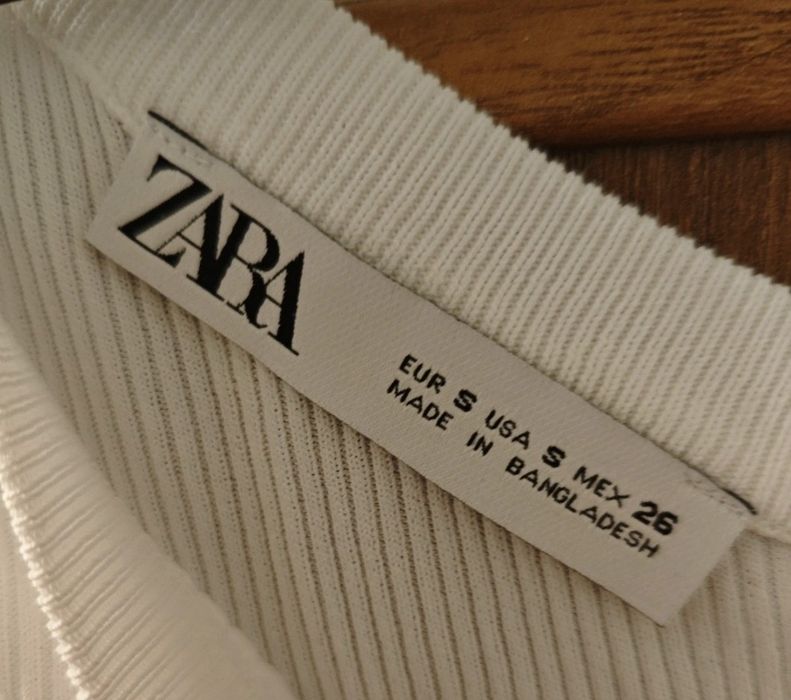 ZARA
EUR S USA S MEX 26
MADE IN BANGLADESH